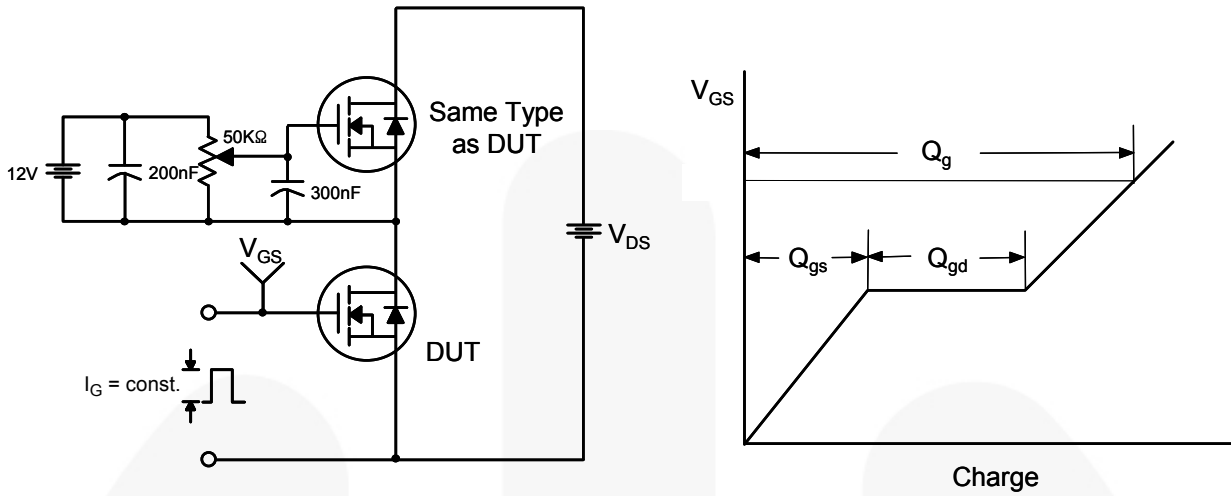 12V
200nF
50KΩ
300nF
Same Type
as DUT
V_DS
V_GS
DUT
I_G = const.
V_GS
Q_g
Q_gs
Q_gd
Charge